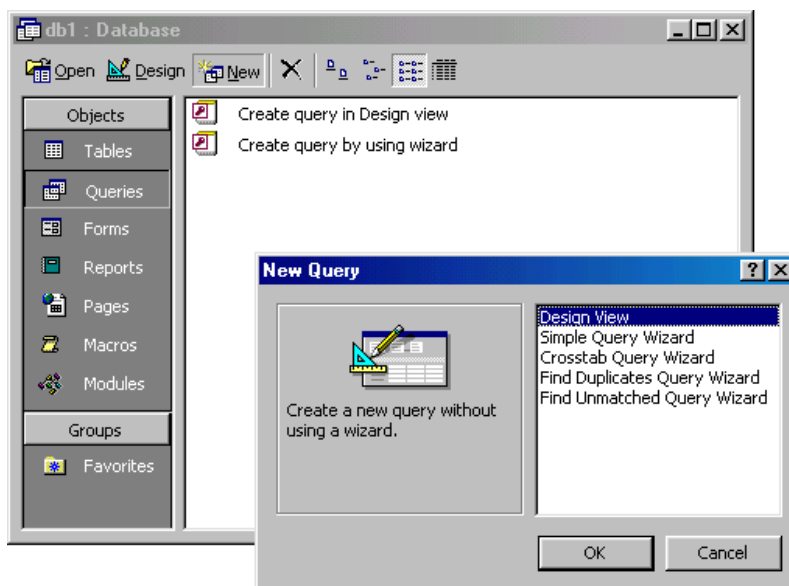 db1 : Database
Open Design New
Objects
Tables
Queries
Forms
Reports
Pages
Macros
Modules
Groups
Favorites
Create query in Design view
Create query by using wizard
New Query
Create a new query without
using a wizard.
Design View
Simple Query Wizard
Crosstab Query Wizard
Find Duplicates Query Wizard
Find Unmatched Query Wizard
OK Cancel